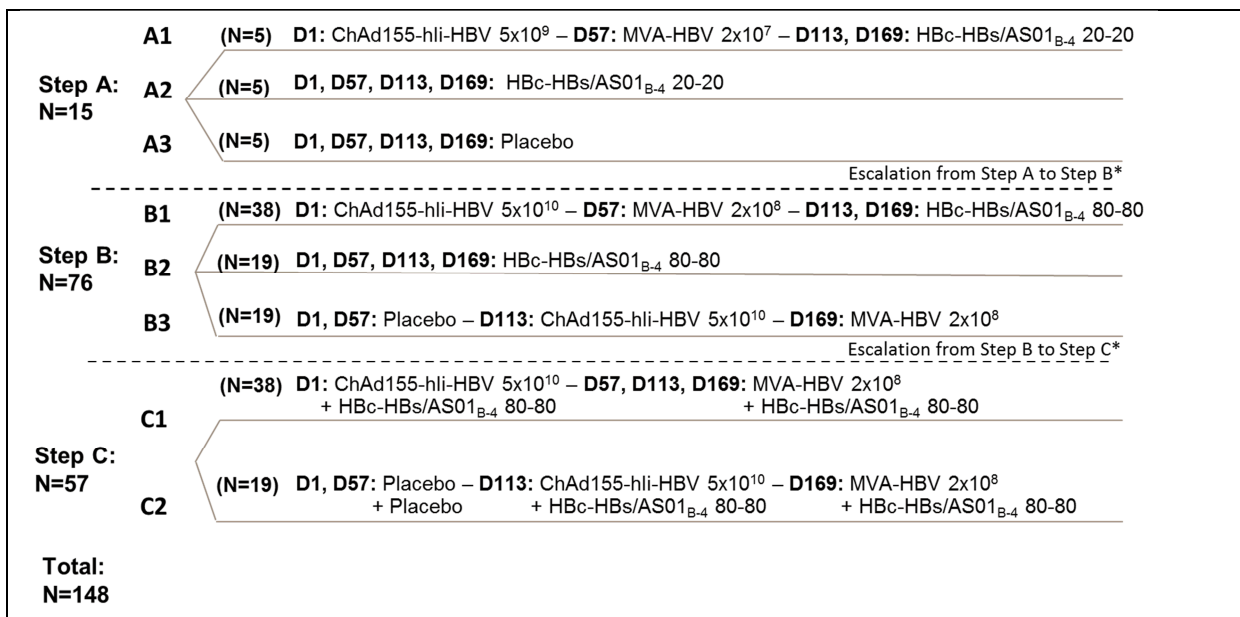 A1 (N=5) D1: ChAd155-hli-HBV 5x10⁹ – D57: MVA-HBV 2x10⁷ – D113, D169: HBc-HBs/AS01B-4 20-20
Step A:
N=15
A2 (N=5) D1, D57, D113, D169: HBc-HBs/AS01B-4 20-20
A3 (N=5) D1, D57, D113, D169: Placebo
Escalation from Step A to Step B*
B1 (N=38) D1: ChAd155-hli-HBV 5x10¹⁰ – D57: MVA-HBV 2x10⁸ – D113, D169: HBc-HBs/AS01B-4 80-80
Step B:
N=76
B2 (N=19) D1, D57, D113, D169: HBc-HBs/AS01B-4 80-80
B3 (N=19) D1, D57: Placebo – D113: ChAd155-hli-HBV 5x10¹⁰ – D169: MVA-HBV 2x10⁸
Escalation from Step B to Step C*
(N=38) D1: ChAd155-hli-HBV 5x10¹⁰ – D57, D113, D169: MVA-HBV 2x10⁸
+ HBc-HBs/AS01B-4 80-80 + HBc-HBs/AS01B-4 80-80
C1
Step C:
N=57
(N=19) D1, D57: Placebo – D113: ChAd155-hli-HBV 5x10¹⁰ – D169: MVA-HBV 2x10⁸
+ Placebo + HBc-HBs/AS01B-4 80-80 + HBc-HBs/AS01B-4 80-80
C2
Total:
N=148